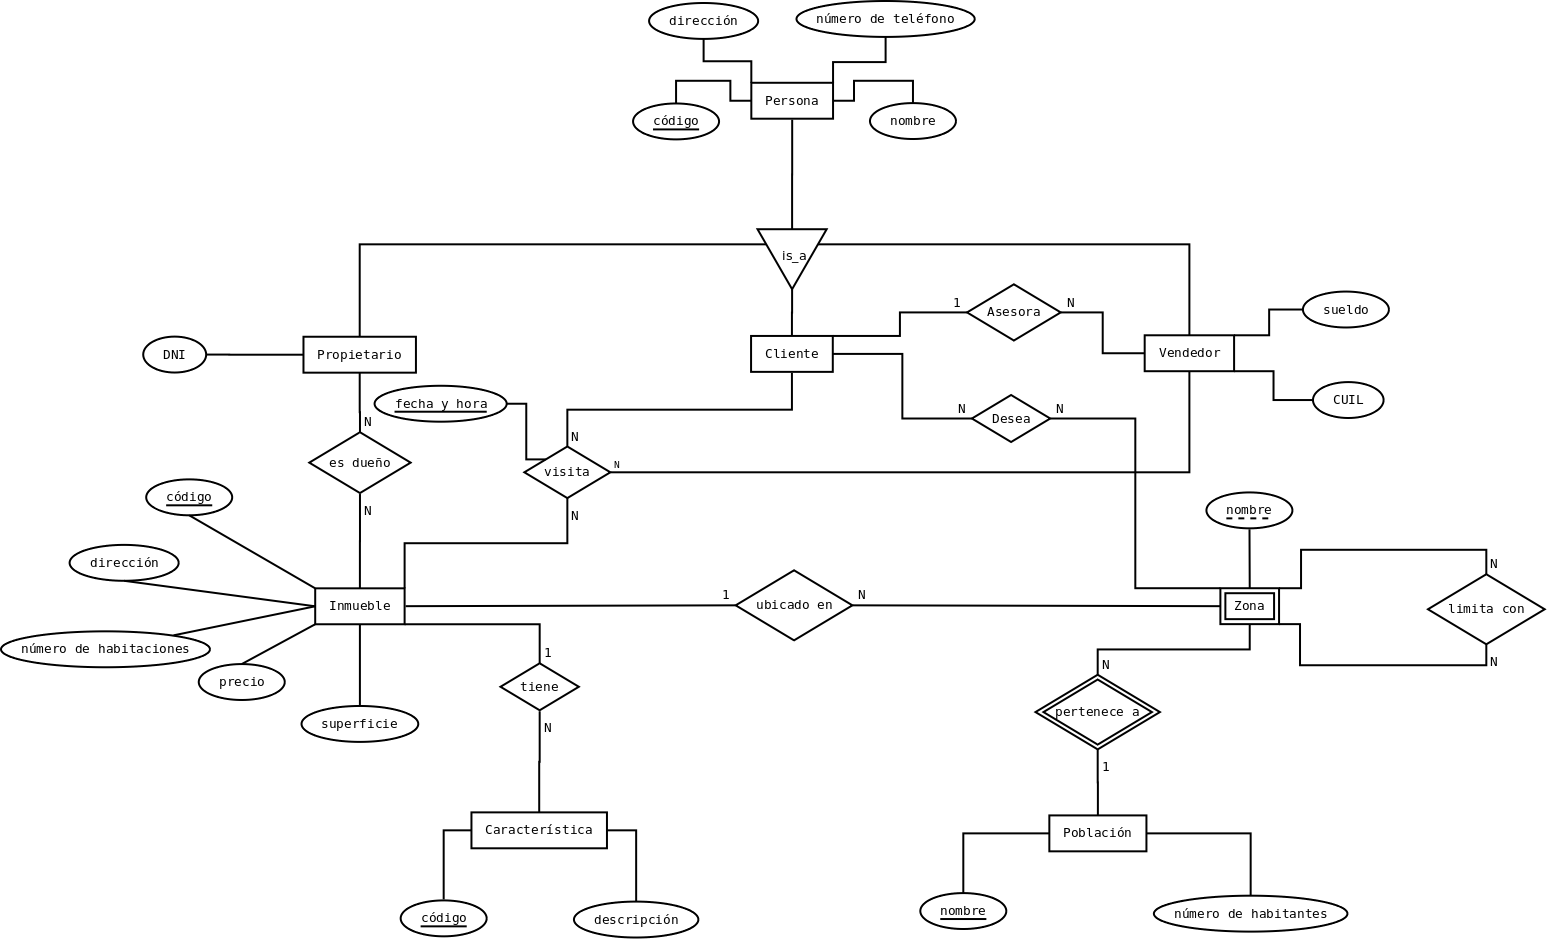 dirección
número de teléfono
Persona
código
nombre
is_a
1
Asesora
N
sueldo
DNI
Propietario
Cliente
Vendedor
fecha y hora
CUIL
N
Desea
N
N
N
es dueño
visita
N
N
N
código
nombre
dirección
N
1
ubicado en
N
Inmueble
Zona
limita con
número de habitaciones
1
N
N
precio
tiene
superficie
N
pertenece a
1
Característica
Población
código
descripción
nombre
número de habitantes